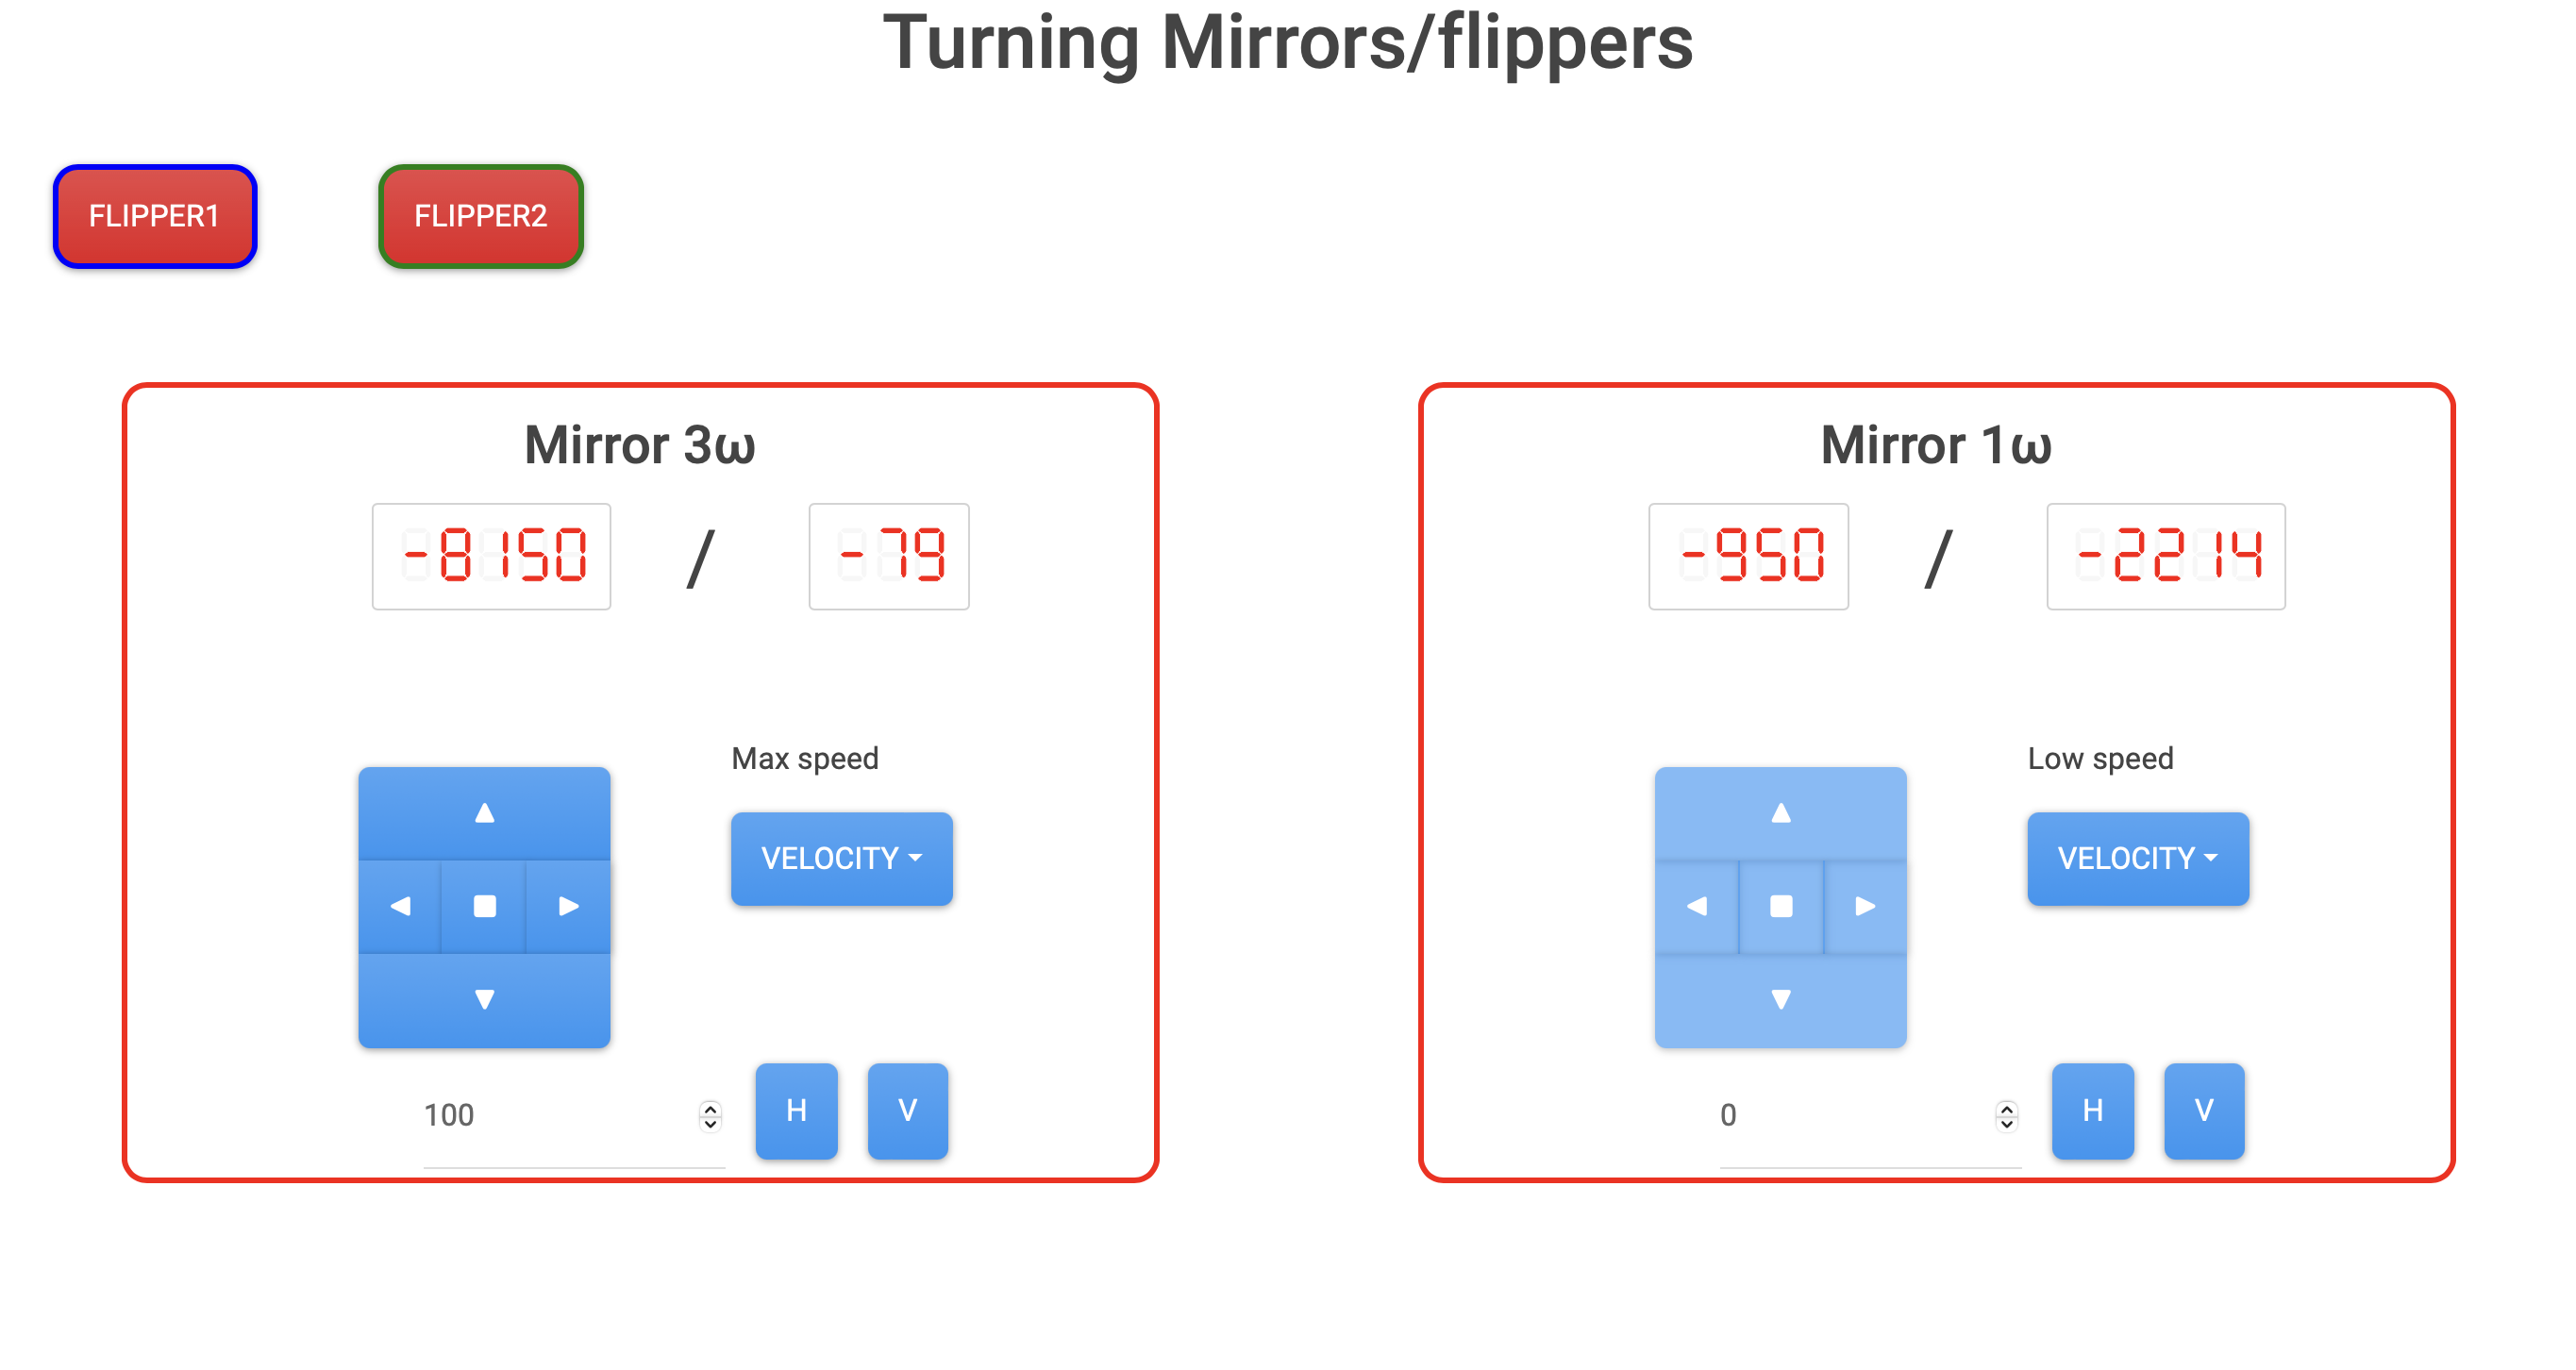 Turning Mirrors/flippers
FLIPPER1 FLIPPER2
Mirror 3ω
-8150 / -79
Max speed
VELOCITY
100 H V
Mirror 1ω
-950 / -2214
Low speed
VELOCITY
0 H V